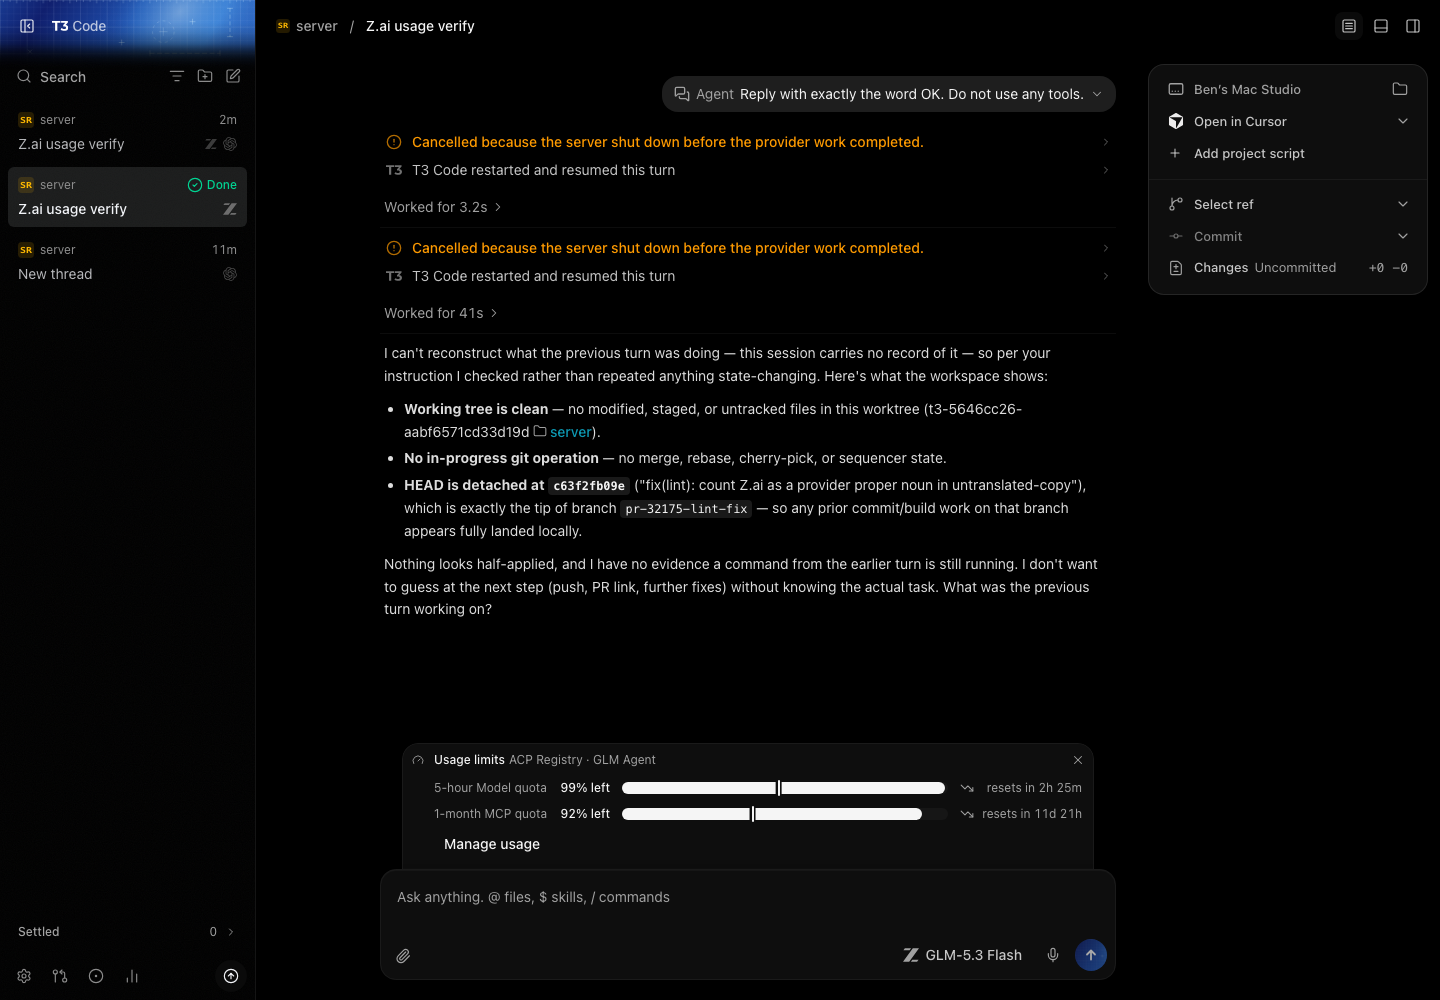 T3 Code
Search
SR server 2m
Z.ai usage verify
SR server Done
Z.ai usage verify
SR server 11m
New thread
Settled 0
SR server / Z.ai usage verify
Agent Reply with exactly the word OK. Do not use any tools.
Cancelled because the server shut down before the provider work completed.
T3 T3 Code restarted and resumed this turn
Worked for 3.2s
Cancelled because the server shut down before the provider work completed.
T3 T3 Code restarted and resumed this turn
Worked for 41s
I can't reconstruct what the previous turn was doing — this session carries no record of it — so per your
instruction I checked rather than repeated anything state-changing. Here's what the workspace shows:
• Working tree is clean — no modified, staged, or untracked files in this worktree (t3-5646cc26-
aabf6571cd33d19d server).
• No in-progress git operation — no merge, rebase, cherry-pick, or sequencer state.
• HEAD is detached at c63f2fb09e ("fix(lint): count Z.ai as a provider proper noun in untranslated-copy"),
which is exactly the tip of branch pr-32175-lint-fix — so any prior commit/build work on that branch
appears fully landed locally.
Nothing looks half-applied, and I have no evidence a command from the earlier turn is still running. I don't want
to guess at the next step (push, PR link, further fixes) without knowing the actual task. What was the previous
turn working on?
Usage limits ACP Registry · GLM Agent
5-hour Model quota 99% left resets in 2h 25m
1-month MCP quota 92% left resets in 11d 21h
Manage usage
Ask anything. @ files, $ skills, / commands
GLM-5.3 Flash
Ben's Mac Studio
Open in Cursor
Add project script
Select ref
Commit
Changes Uncommitted +0 −0